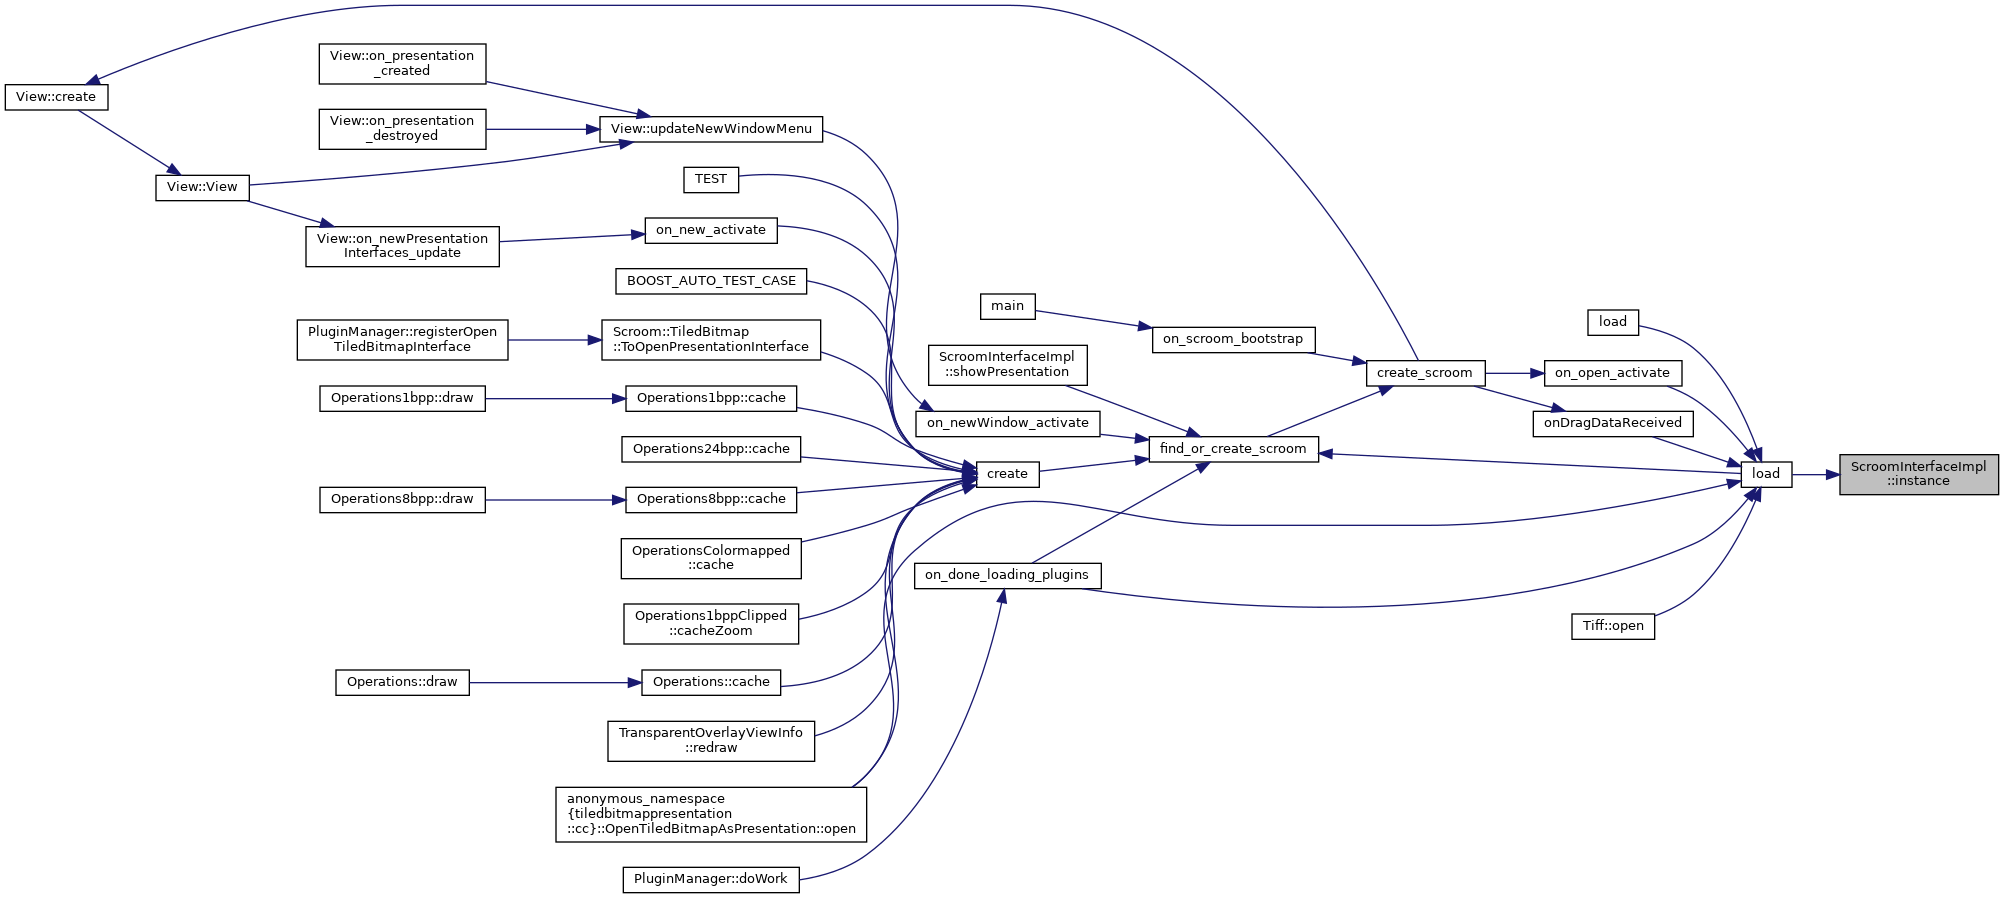 View::create
View::View
View::on_presentation
_created
View::on_presentation
_destroyed
View::on_newPresentation
Interfaces_update
PluginManager::registerOpen
TiledBitmapInterface
Operations1bpp::draw
Operations8bpp::draw
Operations::draw
View::updateNewWindowMenu
TEST
on_new_activate
BOOST_AUTO_TEST_CASE
Scroom::TiledBitmap
::ToOpenPresentationInterface
Operations1bpp::cache
Operations24bpp::cache
Operations8bpp::cache
OperationsColormapped
::cache
Operations1bppClipped
::cacheZoom
Operations::cache
TransparentOverlayViewInfo
::redraw
anonymous_namespace
{tiledbitmappresentation
::cc}::OpenTiledBitmapAsPresentation::open
PluginManager::doWork
main
ScroomInterfaceImpl
::showPresentation
on_newWindow_activate
create
on_done_loading_plugins
on_scroom_bootstrap
find_or_create_scroom
create_scroom
load
on_open_activate
onDragDataReceived
Tiff::open
load
ScroomInterfaceImpl
::instance